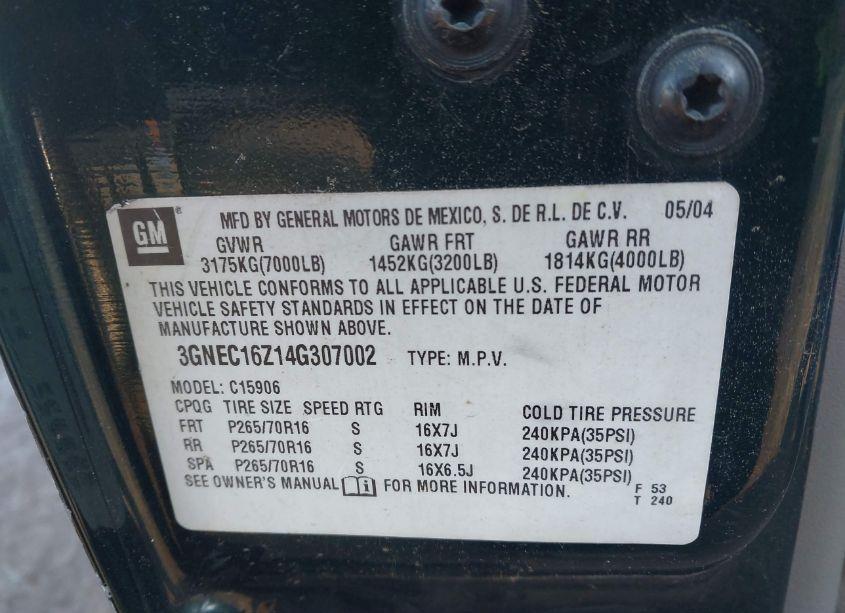 GM
MFD BY GENERAL MOTORS DE MEXICO, S. DE R.L. DE C.V. 05/04
GVWR GAWR FRT GAWR RR
3175KG(7000LB) 1452KG(3200LB) 1814KG(4000LB)
THIS VEHICLE CONFORMS TO ALL APPLICABLE U.S. FEDERAL MOTOR
VEHICLE SAFETY STANDARDS IN EFFECT ON THE DATE OF
MANUFACTURE SHOWN ABOVE.
3GNEC16Z14G307002 TYPE: M.P.V.
MODEL: C15906
CPQG TIRE SIZE SPEED RTG RIM COLD TIRE PRESSURE
FRT P265/70R16 S 16X7J 240KPA(35PSI)
RR P265/70R16 S 16X7J 240KPA(35PSI)
SPA P265/70R16 S 16X6.5J 240KPA(35PSI)
SEE OWNER'S MANUAL FOR MORE INFORMATION. F 53
T 240